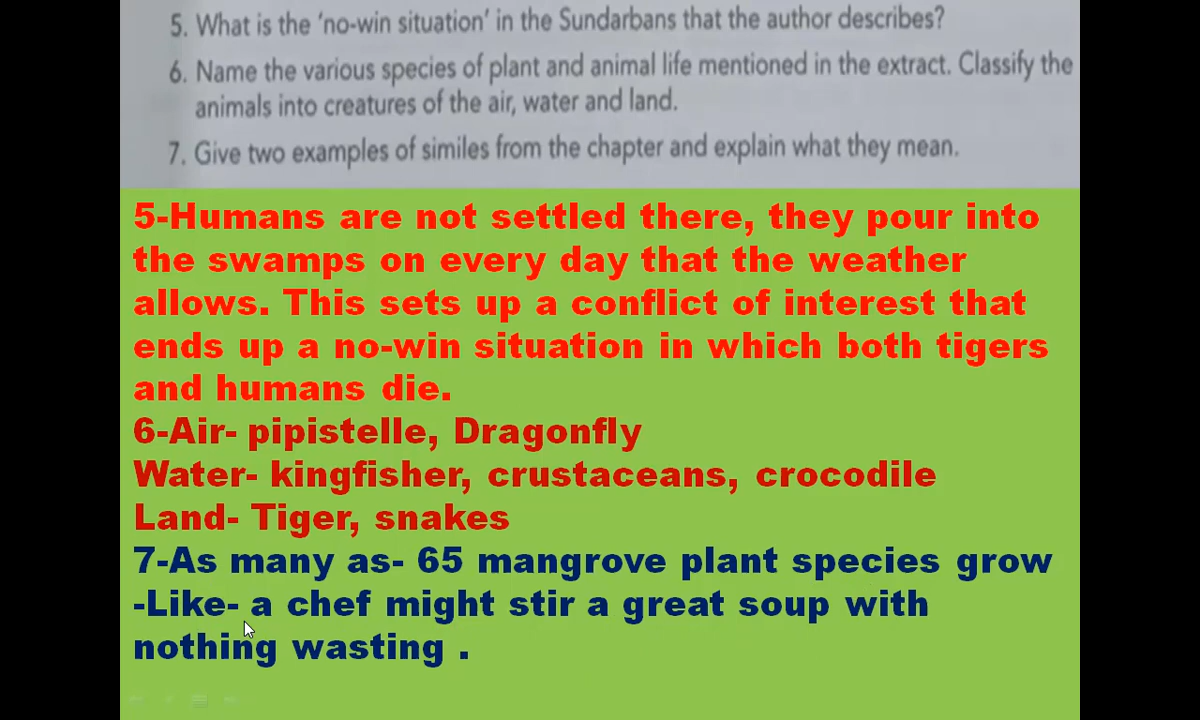 5. What is the 'no-win situation' in the Sundarbans that the author describes?
6. Name the various species of plant and animal life mentioned in the extract. Classify the
animals into creatures of the air, water and land.
7. Give two examples of similes from the chapter and explain what they mean.
5-Humans are not settled there, they pour into
the swamps on every day that the weather
allows. This sets up a conflict of interest that
ends up a no-win situation in which both tigers
and humans die.
6-Air- pipistelle, Dragonfly
Water- kingfisher, crustaceans, crocodile
Land- Tiger, snakes
7-As many as- 65 mangrove plant species grow
-Like- a chef might stir a great soup with
nothing wasting .